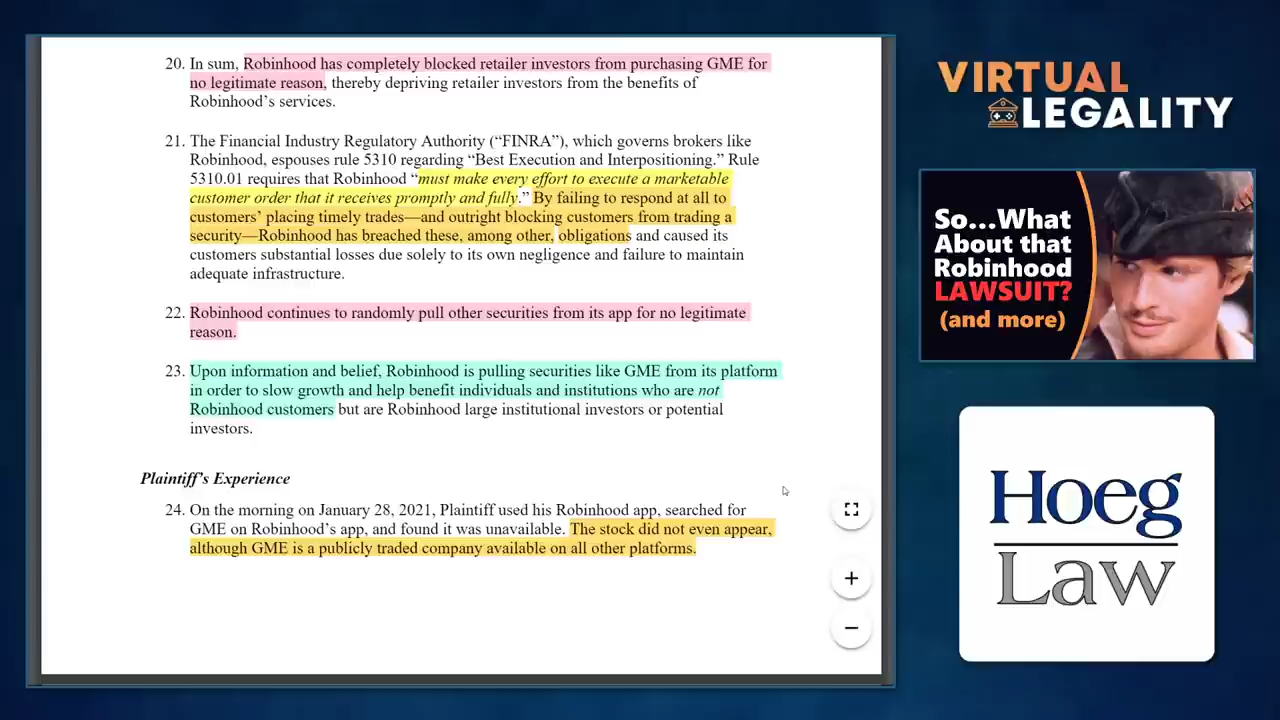 20. In sum, Robinhood has completely blocked retailer investors from purchasing GME for
no legitimate reason, thereby depriving retailer investors from the benefits of
Robinhood's services.
21. The Financial Industry Regulatory Authority (“FINRA”), which governs brokers like
Robinhood, espouses rule 5310 regarding “Best Execution and Interpositioning.” Rule
5310.01 requires that Robinhood “must make every effort to execute a marketable
customer order that it receives promptly and fully.” By failing to respond at all to
customers’ placing timely trades—and outright blocking customers from trading a
security—Robinhood has breached these, among other, obligations and caused its
customers substantial losses due solely to its own negligence and failure to maintain
adequate infrastructure.
22. Robinhood continues to randomly pull other securities from its app for no legitimate
reason.
23. Upon information and belief, Robinhood is pulling securities like GME from its platform
in order to slow growth and help benefit individuals and institutions who are not
Robinhood customers but are Robinhood large institutional investors or potential
investors.
Plaintiff’s Experience
24. On the morning on January 28, 2021, Plaintiff used his Robinhood app, searched for
GME on Robinhood’s app, and found it was unavailable. The stock did not even appear,
although GME is a publicly traded company available on all other platforms.
VIRTUAL
LEGALITY
So...What
About that
Robinhood
LAWSUIT?
(and more)
Hoeg
Law